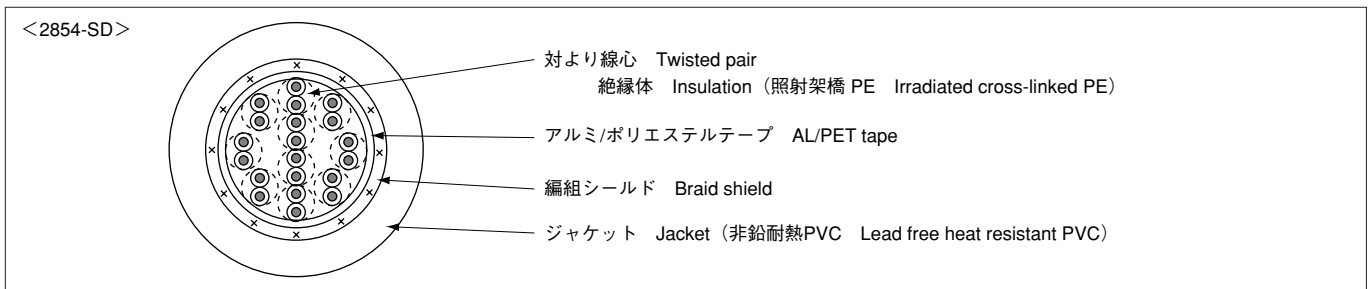 ＜2854-SD＞
対より線心　Twisted pair
絶縁体　Insulation（照射架橋 PE　Irradiated cross-linked PE）
アルミ/ポリエステルテープ　AL/PET tape
編組シールド　Braid shield
ジャケット　Jacket（非鉛耐熱PVC　Lead free heat resistant PVC）